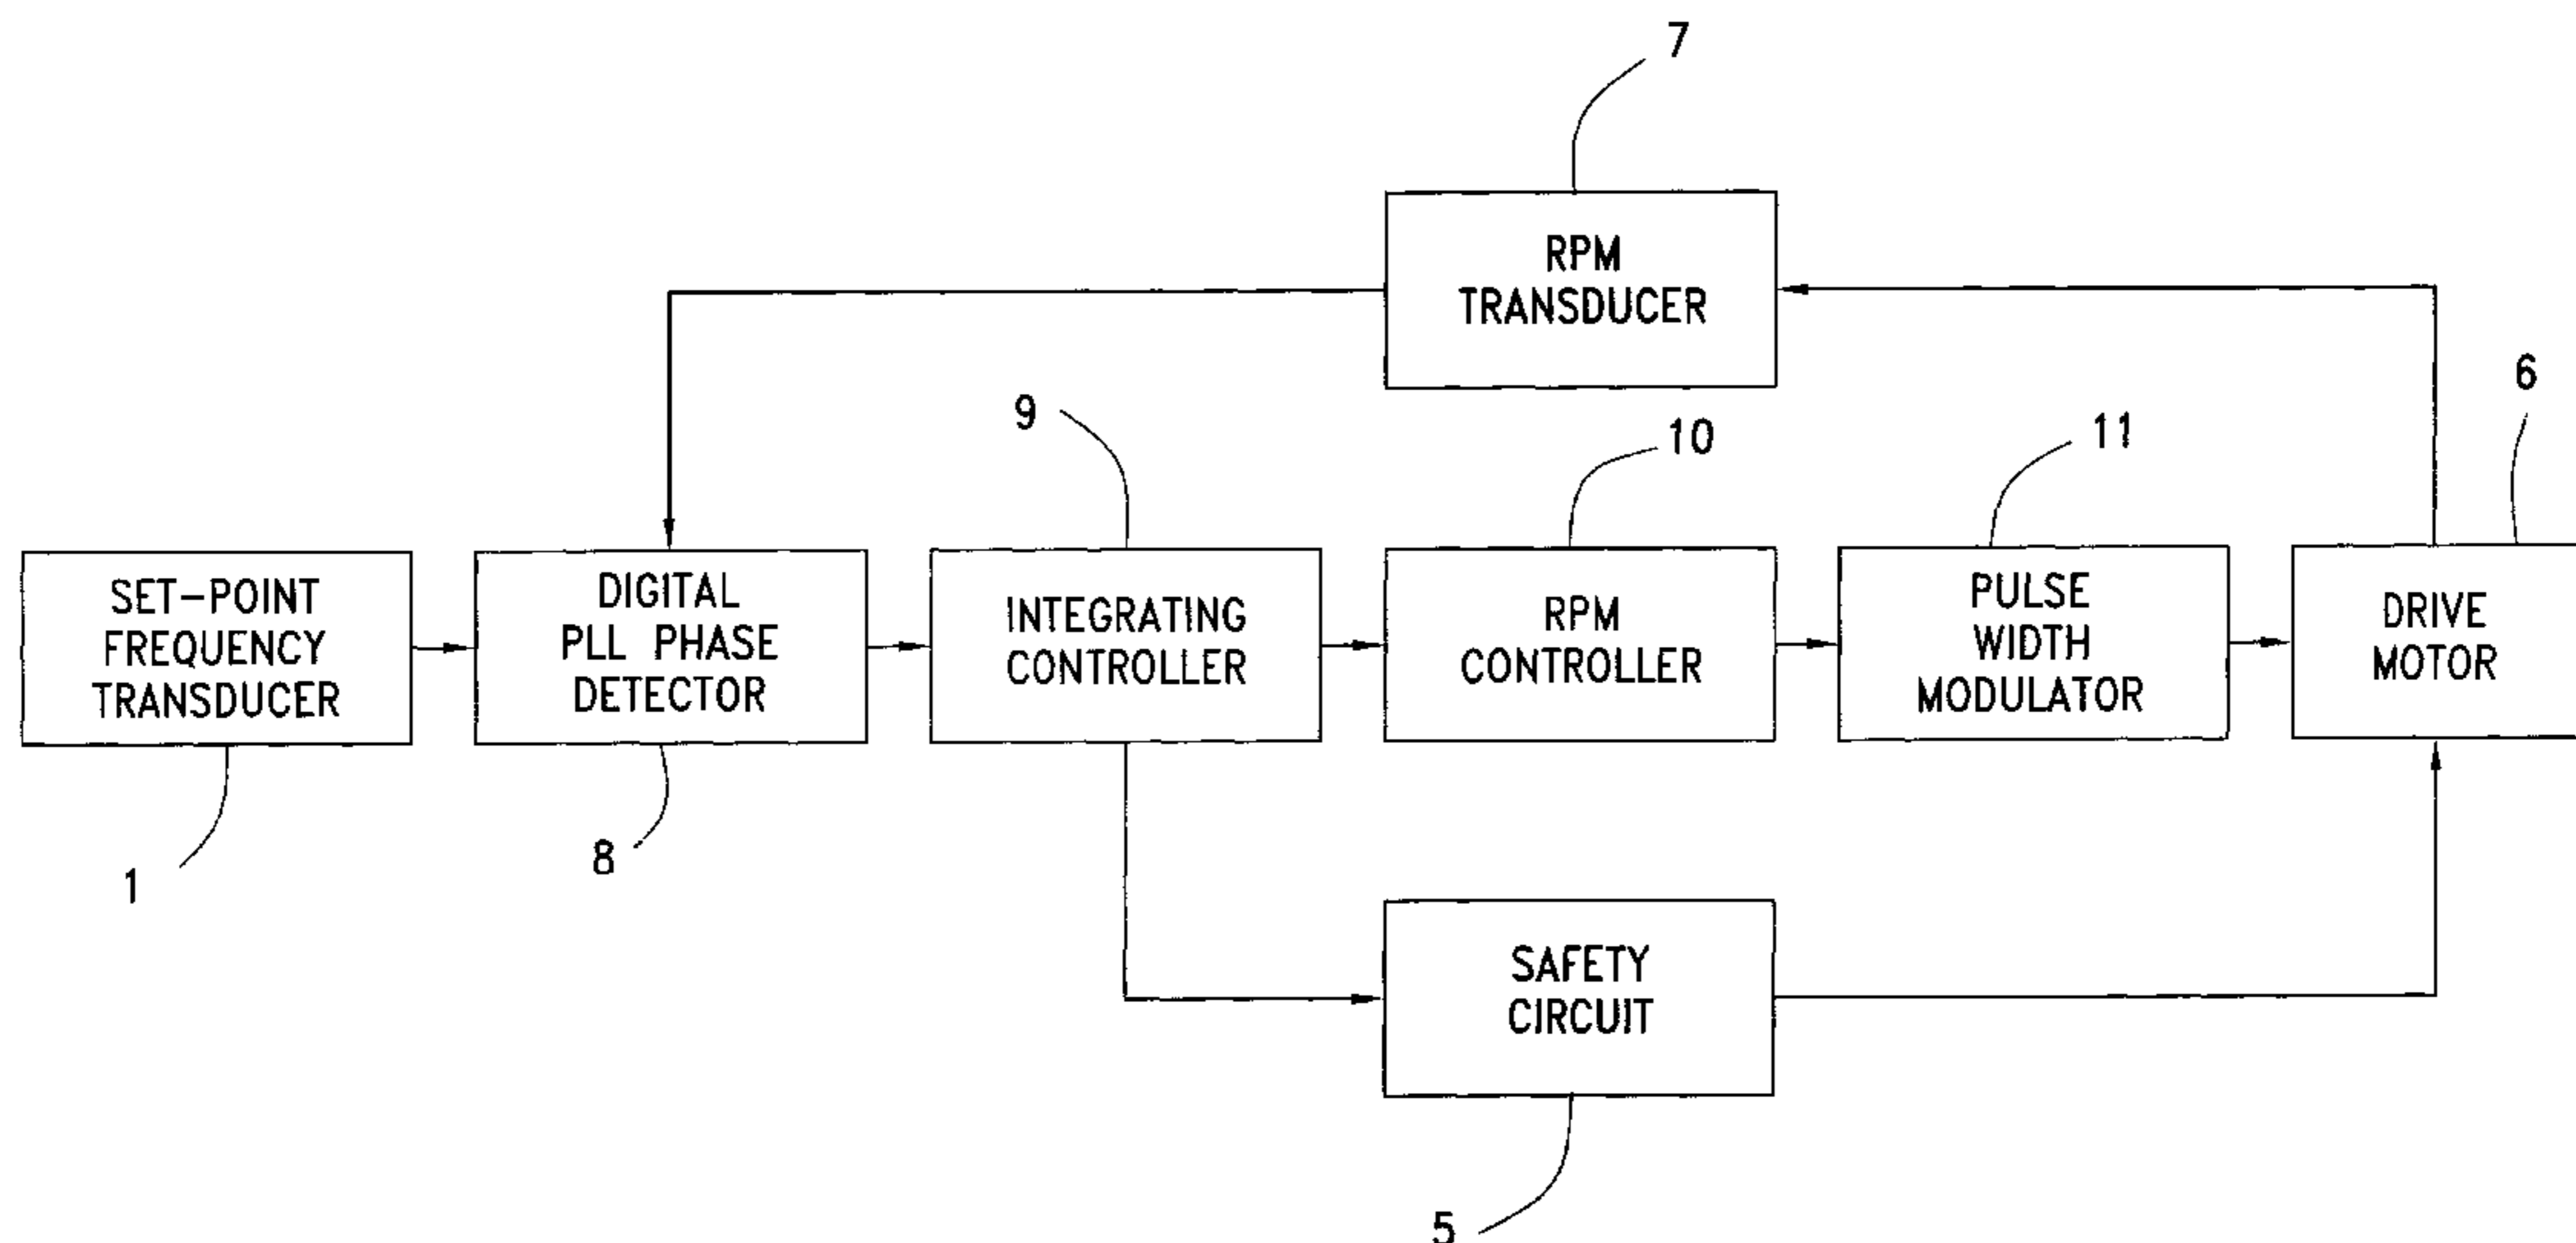 7
RPM
TRANSDUCER
6
9
10
11
SET-POINT
FREQUENCY
TRANSDUCER
DIGITAL
PLL PHASE
DETECTOR
INTEGRATING
CONTROLLER
RPM
CONTROLLER
PULSE
WIDTH
MODULATOR
DRIVE
MOTOR
1
8
SAFETY
CIRCUIT
5